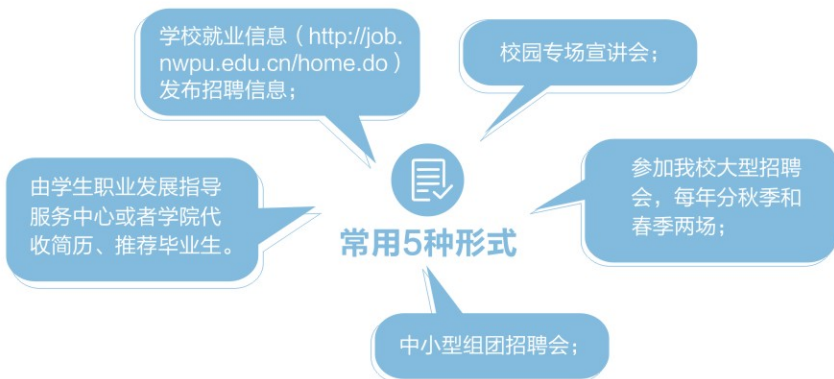 学校就业信息（http://job.
nwpu.edu.cn/home.do）
发布招聘信息；
校园专场宣讲会；
参加我校大型招聘
会，每年分秋季和
春季两场；
中小型组团招聘会；
由学生职业发展指导
服务中心或者学院代
收简历、推荐毕业生。
常用5种形式